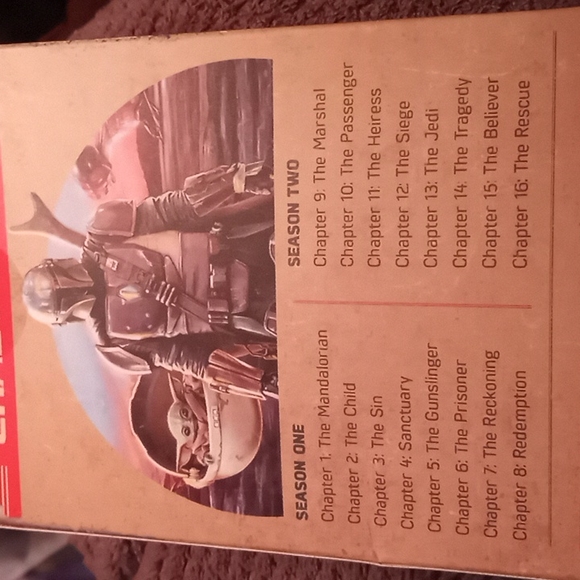 SEASON ONE
Chapter 1: The Mandalorian
Chapter 2: The Child
Chapter 3: The Sin
Chapter 4: Sanctuary
Chapter 5: The Gunslinger
Chapter 6: The Prisoner
Chapter 7: The Reckoning
Chapter 8: Redemption
SEASON TWO
Chapter 9: The Marshal
Chapter 10: The Passenger
Chapter 11: The Heiress
Chapter 12: The Siege
Chapter 13: The Jedi
Chapter 14: The Tragedy
Chapter 15: The Believer
Chapter 16: The Rescue